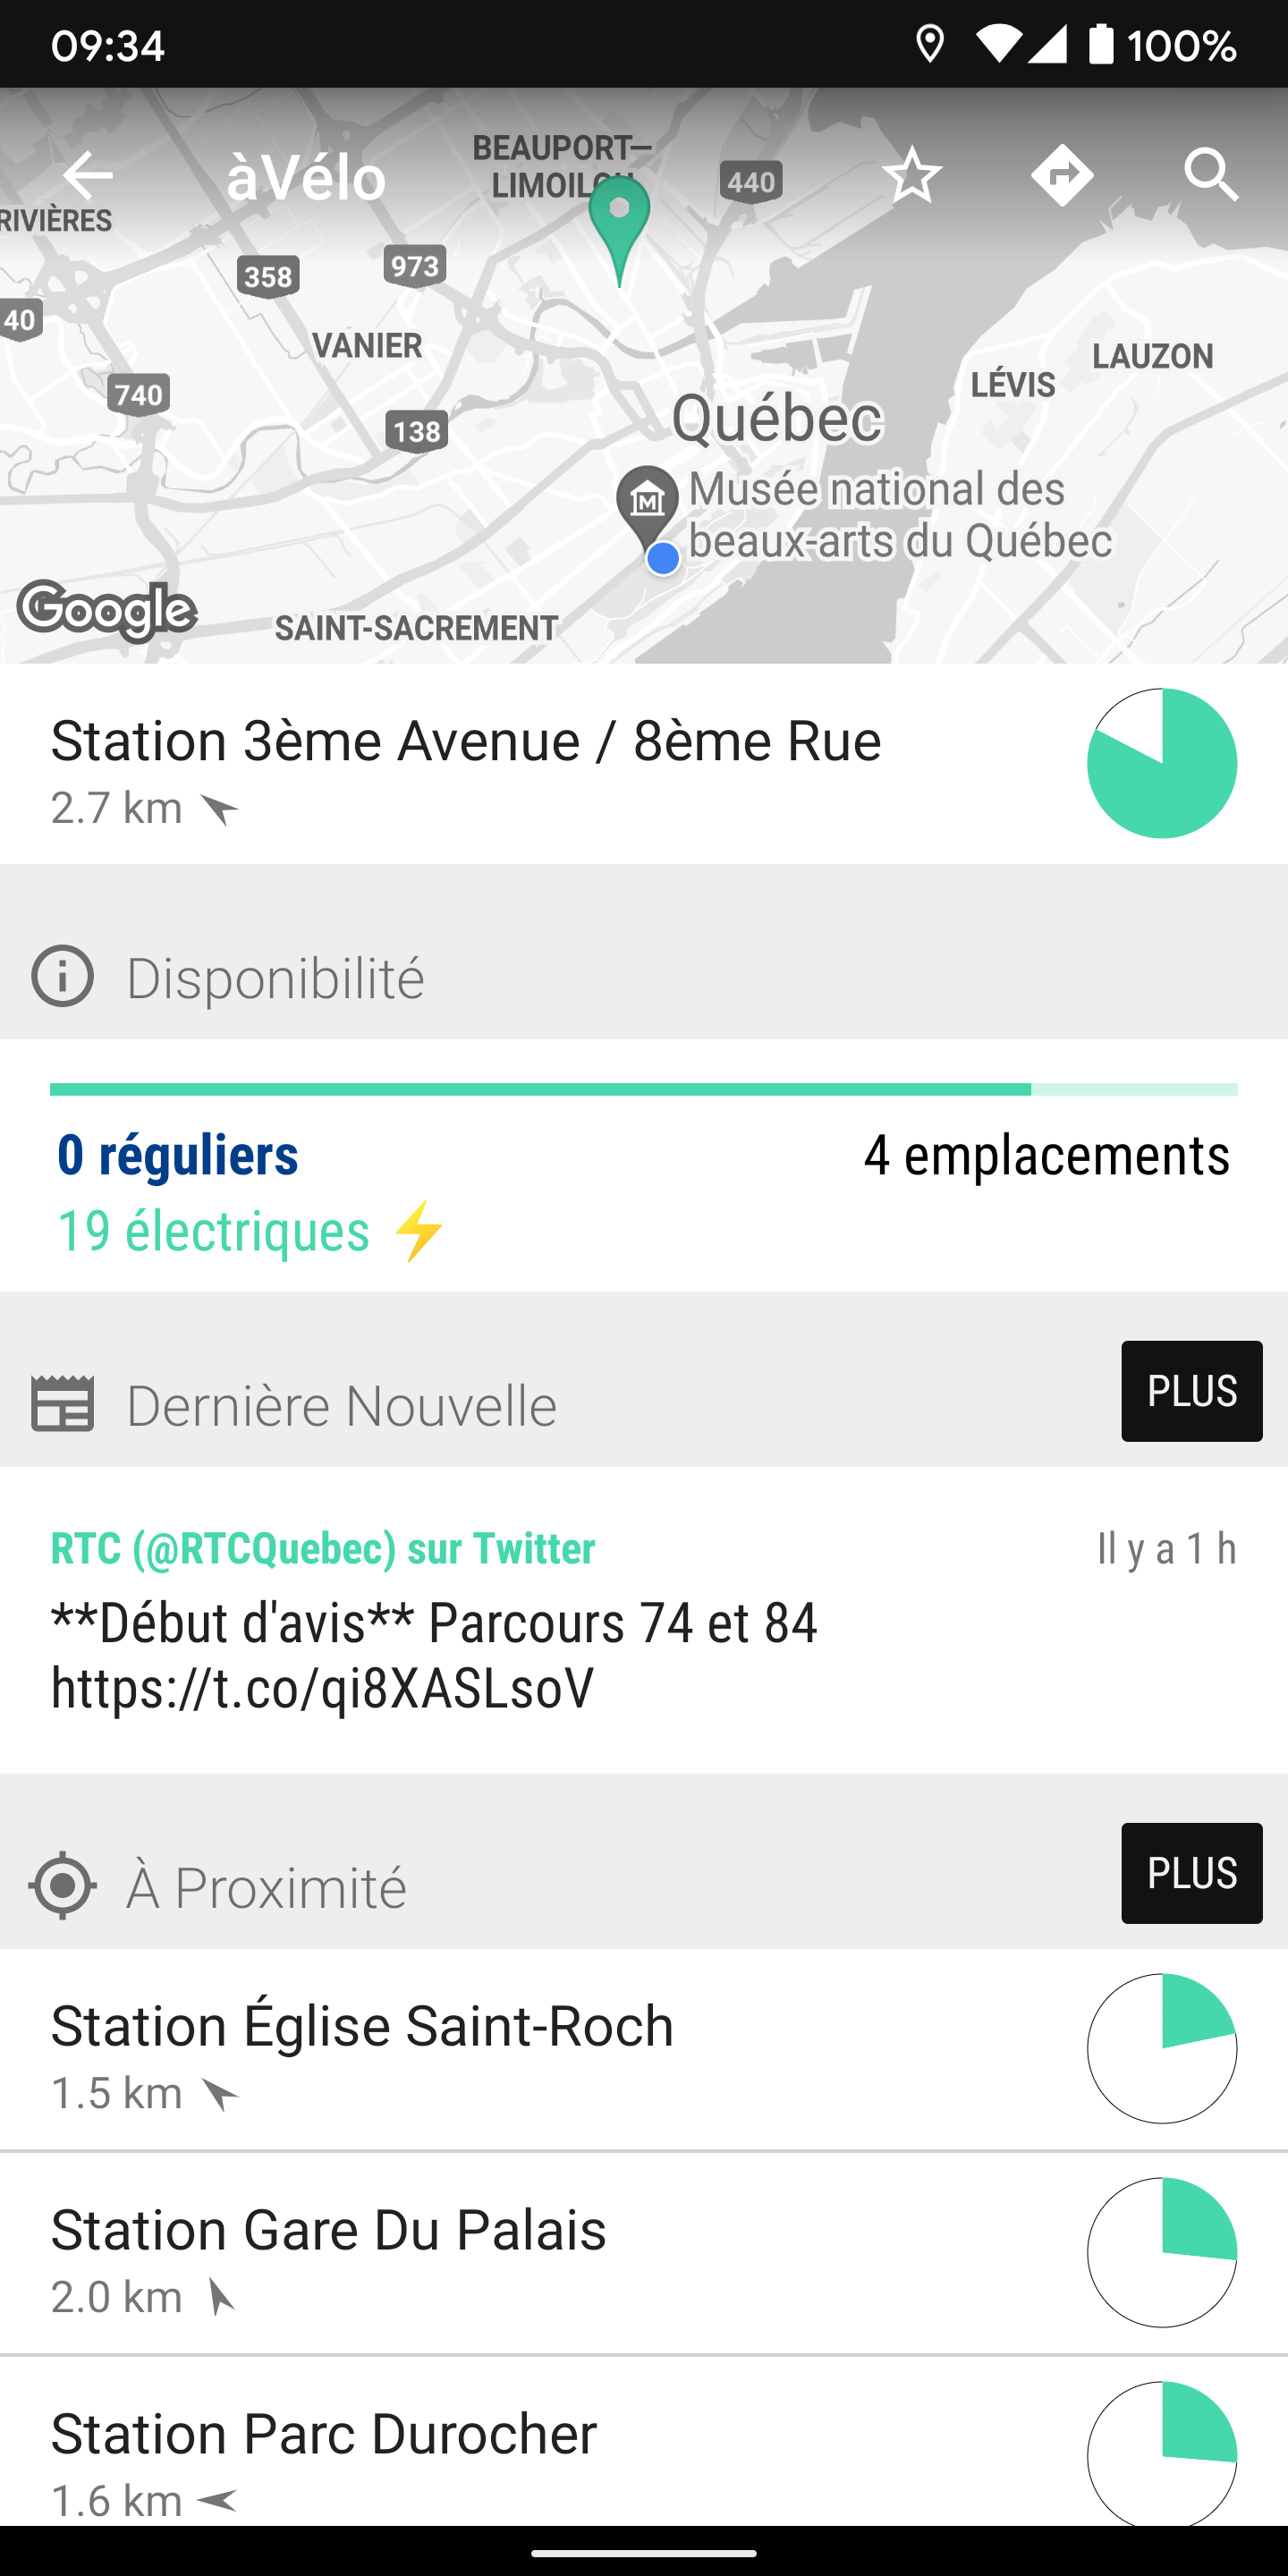 09:34
100%
àVélo
BEAUPORT—
440
RIVIÈRES
358
973
40
VANIER
LAUZON
LÉVIS
740
138
Québec
Musée national des
beaux-arts du Québec
Google
SAINT-SACREMENT
Station 3ème Avenue / 8ème Rue
2.7 km
Disponibilité
0 réguliers
4 emplacements
19 électriques ⚡
Dernière Nouvelle
PLUS
RTC (@RTCQuebec) sur Twitter
Il y a 1 h
**Début d'avis** Parcours 74 et 84
https://t.co/qi8XASLsoV
À Proximité
PLUS
Station Église Saint-Roch
1.5 km
Station Gare Du Palais
2.0 km
Station Parc Durocher
1.6 km